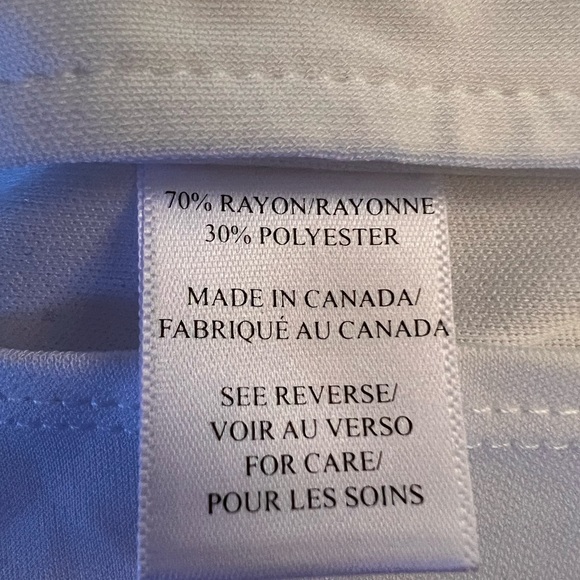 70% RAYON/RAYONNE
30% POLYESTER
MADE IN CANADA/
FABRIQUÉ AU CANADA
SEE REVERSE/
VOIR AU VERSO
FOR CARE/
POUR LES SOINS